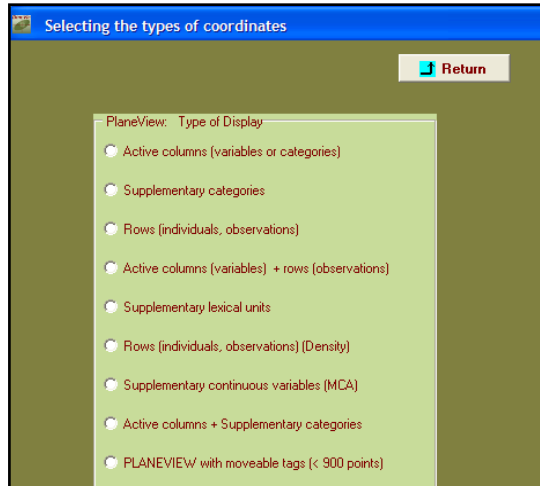 Selecting the types of coordinates
Return
PlaneView: Type of Display
Active columns (variables or categories)
Supplementary categories
Rows (individuals, observations)
Active columns (variables) + rows (observations)
Supplementary lexical units
Rows (individuals, observations) (Density)
Supplementary continuous variables (MCA)
Active columns + Supplementary categories
PLANEVIEW with moveable tags (< 900 points)